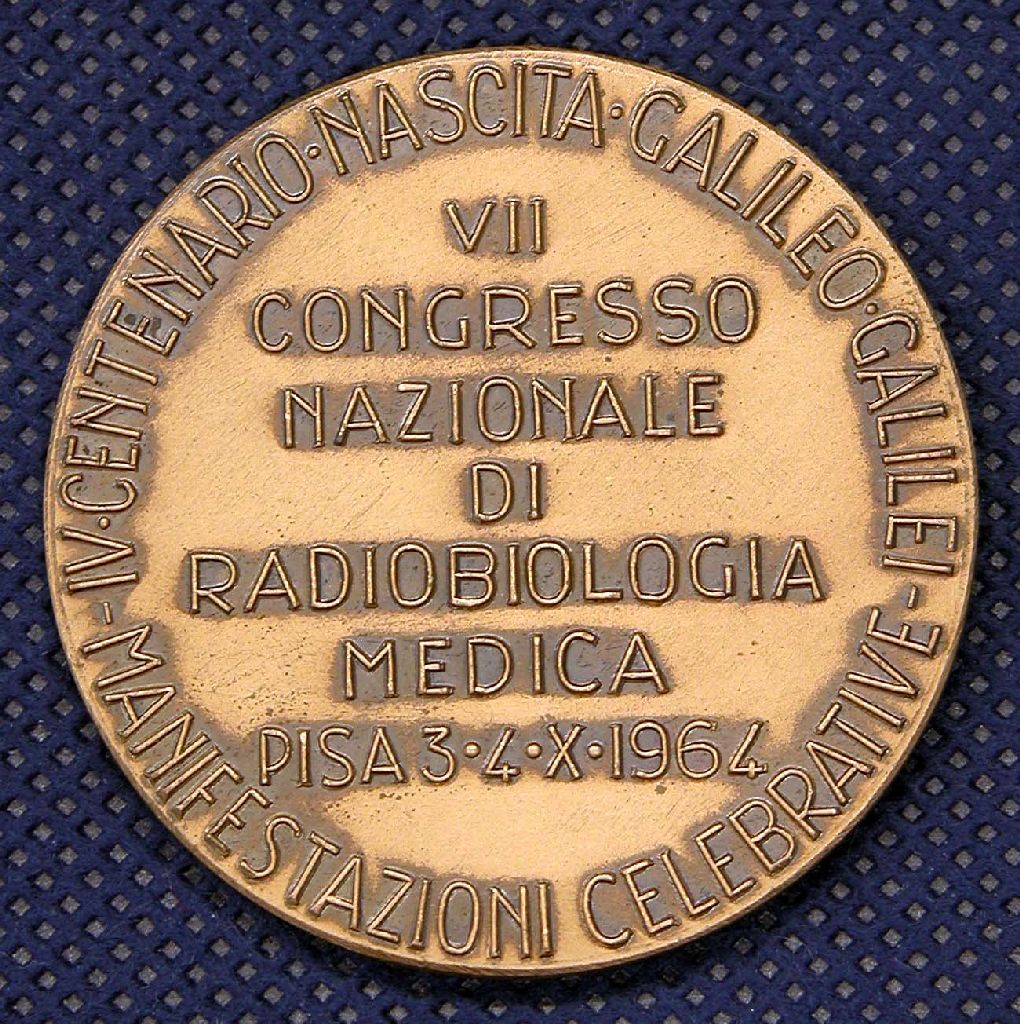 IV·CENTENARIO·NASCITA·GALILEO·GALILEI-
MANIFESTAZIONI CELEBRATIVE-
VII
CONGRESSO
NAZIONALE
DI
RADIOBIOLOGIA
MEDICA
PISA 3·4·X·1964